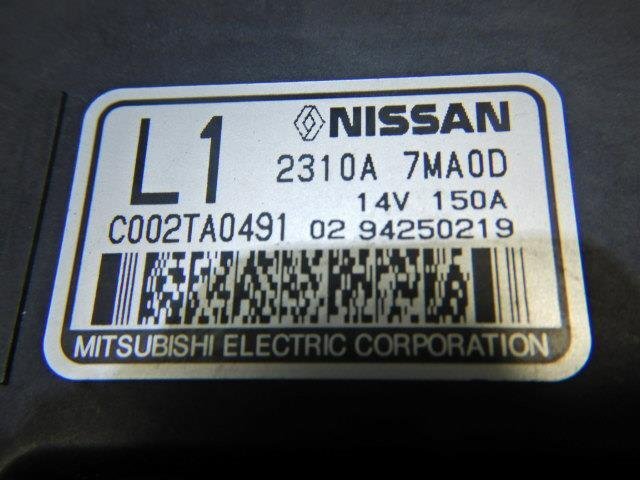 L1 NISSAN
2310A 7MA0D
14V 150A
C002TA0491 02 94250219
MITSUBISHI ELECTRIC CORPORATION